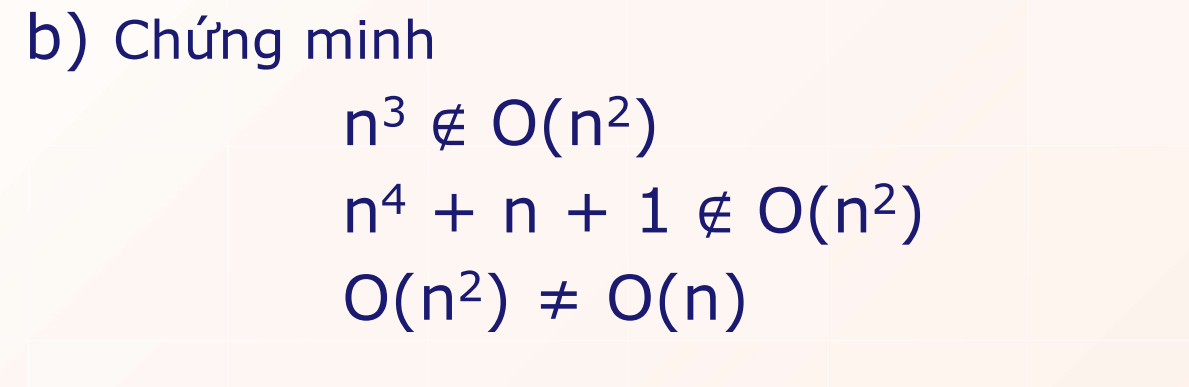 b) Chứng minh
n³ ∉ O(n²)
n⁴ + n + 1 ∉ O(n²)
O(n²) ≠ O(n)